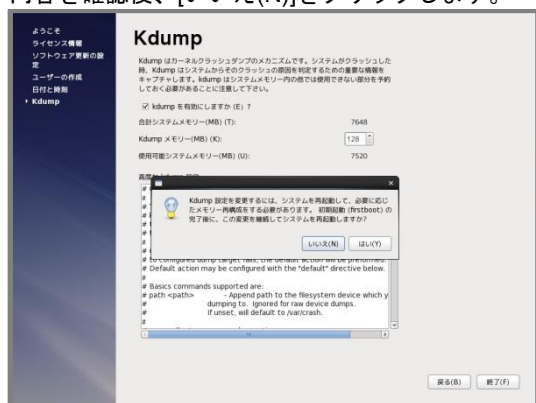 内容を確認後、[いいえ(N)]をクリックします。
ようこそ
ライセンス情報
ソフトウェア更新の設
定
ユーザーの作成
日付と時刻
Kdump
Kdump
Kdump はカーネルクラッシュダンプのメカニズムです。システムがクラッシュした
時、Kdump はシステムからそのクラッシュの原因を判定するための重要な情報を
キャプチャします。kdump はシステムメモリー内の他では使用できない部分を予約
しておく必要があることに注意して下さい。
kdump を有効にしますか (E) ?
合計システムメモリー(MB) (T): 7648
Kdump メモリー(MB) (K): 128
使用可能システムメモリー(MB) (U): 7520
Kdump 設定を変更するには、システムを再起動して、必要に応じ
たメモリー再構成をする必要があります。 初期起動 (firstboot) の
完了後に、この変更を継続してシステムを再起動しますか?
いいえ(N) はい(Y)
# to configured dump target fails, the default action will be preformed.
# Default action may be configured with the "default" directive below.
#
# Basics commands supported are:
# path <path> - Append path to the filesystem device which y
# dumping to. Ignored for raw device dumps.
# If unset, will default to /var/crash.
#
戻る(B) 終了(F)